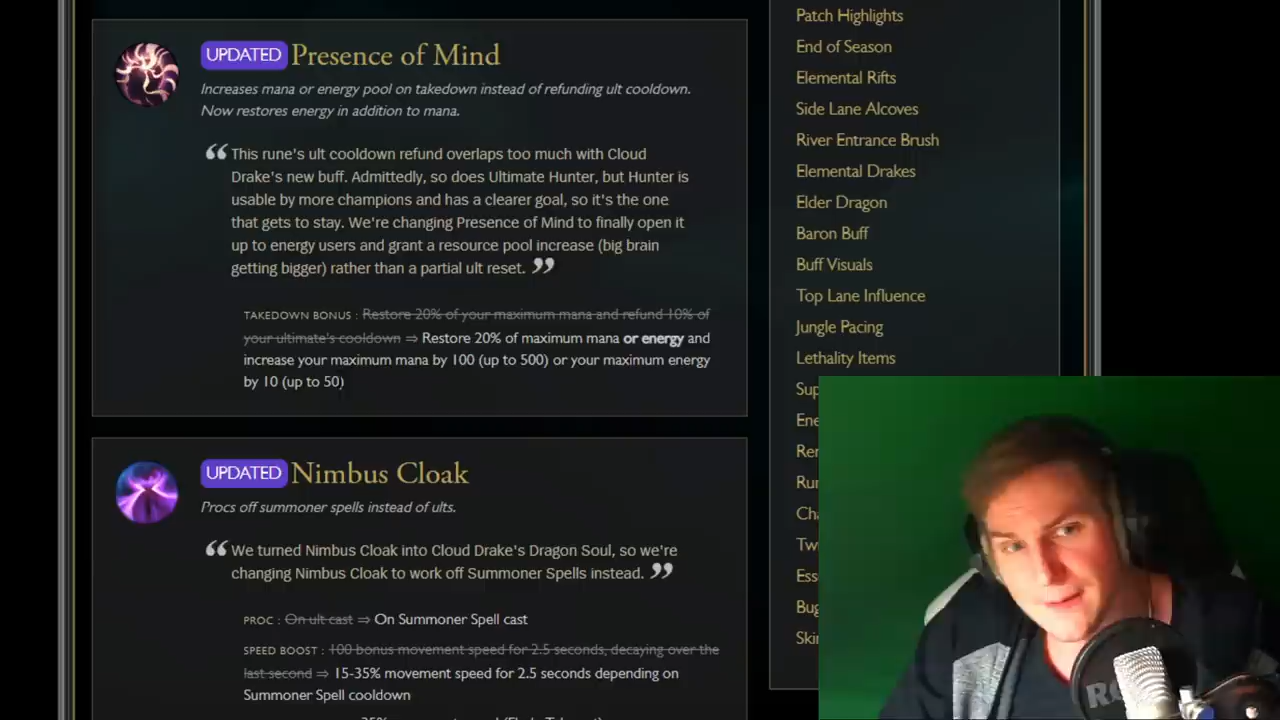 UPDATED Presence of Mind
Increases mana or energy pool on takedown instead of refunding ult cooldown.
Now restores energy in addition to mana.
“ This rune's ult cooldown refund overlaps too much with Cloud
Drake's new buff. Admittedly, so does Ultimate Hunter, but Hunter is
usable by more champions and has a clearer goal, so it's the one
that gets to stay. We're changing Presence of Mind to finally open it
up to energy users and grant a resource pool increase (big brain
getting bigger) rather than a partial ult reset. ”
TAKEDOWN BONUS : Restore 20% of your maximum mana and refund 10% of
your ultimate's cooldown ⇒ Restore 20% of maximum mana or energy and
increase your maximum mana by 100 (up to 500) or your maximum energy
by 10 (up to 50)
UPDATED Nimbus Cloak
Procs off summoner spells instead of ults.
“ We turned Nimbus Cloak into Cloud Drake's Dragon Soul, so we're
changing Nimbus Cloak to work off Summoner Spells instead. ”
PROC : On ult cast ⇒ On Summoner Spell cast
SPEED BOOST : 100 bonus movement speed for 2.5 seconds, decaying over the
last second ⇒ 15-35% movement speed for 2.5 seconds depending on
Summoner Spell cooldown
Patch Highlights
End of Season
Elemental Rifts
Side Lane Alcoves
River Entrance Brush
Elemental Drakes
Elder Dragon
Baron Buff
Buff Visuals
Top Lane Influence
Jungle Pacing
Lethality Items
Sup
Ene
Rer
Rur
Cha
Twi
Ess
Bug
Skir